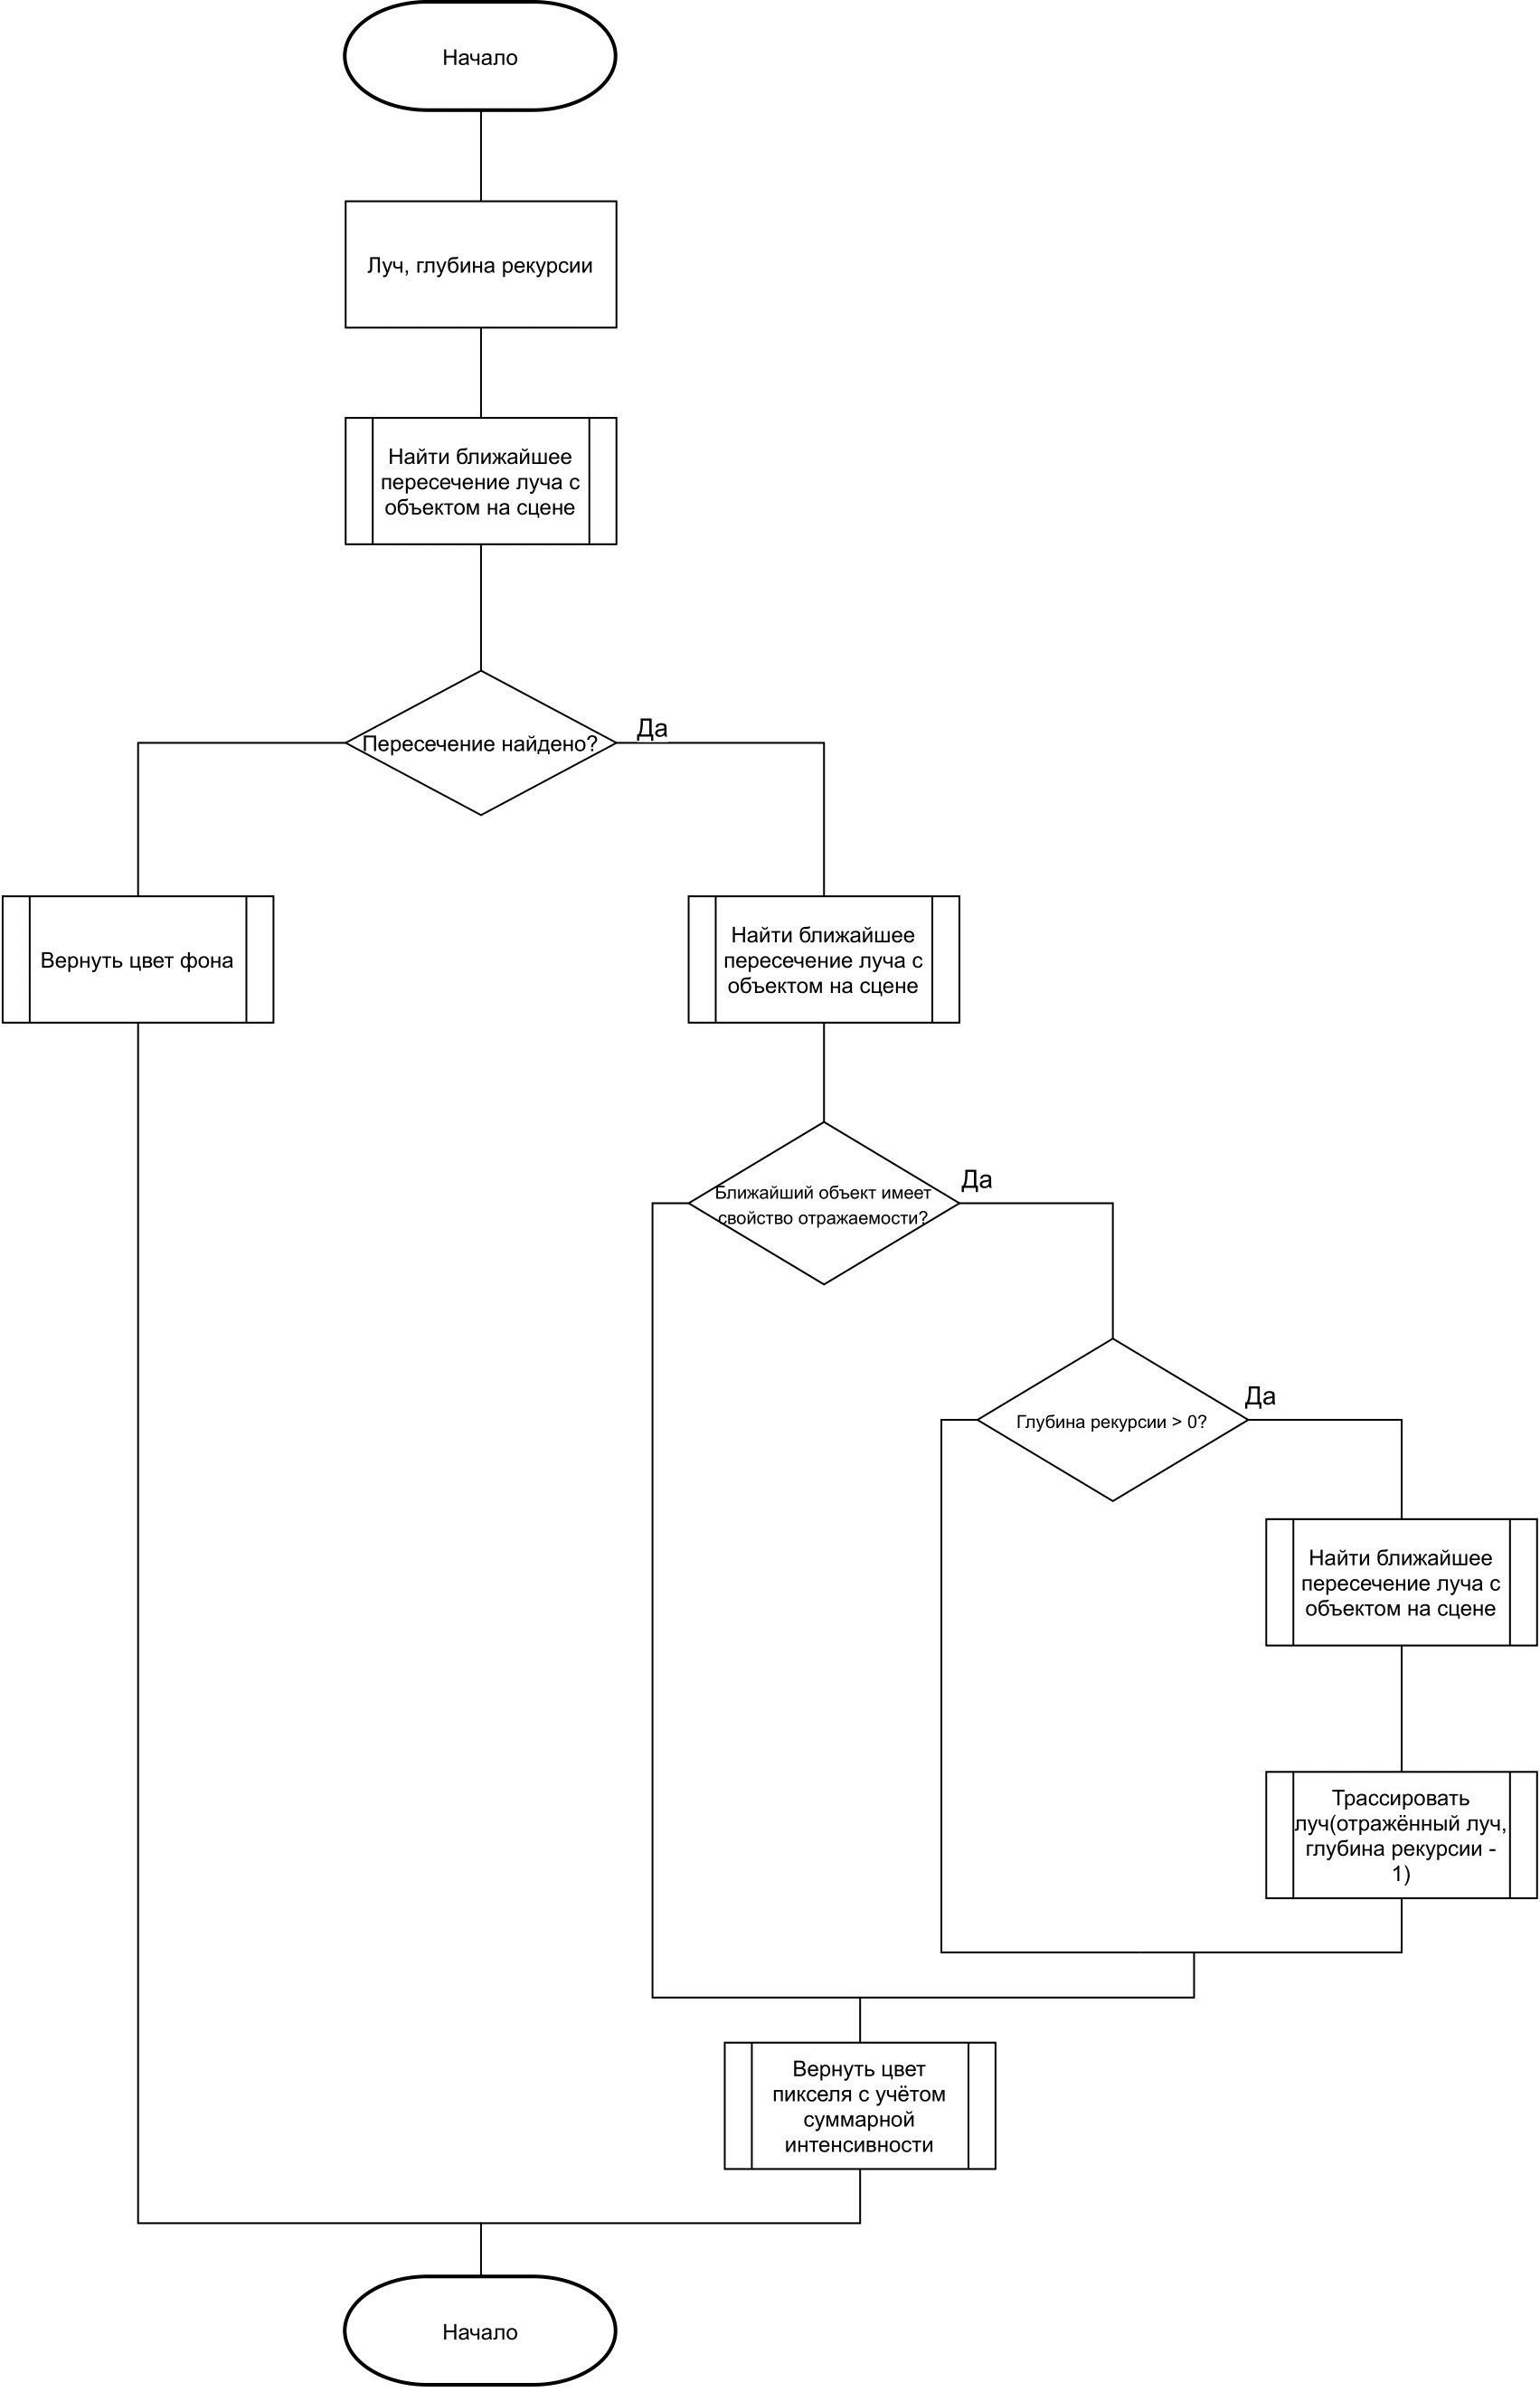 Начало
Луч, глубина рекурсии
Найти ближайшее
пересечение луча с
объектом на сцене
Пересечение найдено?
Да
Вернуть цвет фона
Найти ближайшее
пересечение луча с
объектом на сцене
Ближайший объект имеет
свойство отражаемости?
Да
Глубина рекурсии > 0?
Да
Найти ближайшее
пересечение луча с
объектом на сцене
Трассировать
луч(отражённый луч,
глубина рекурсии -
1)
Вернуть цвет
пикселя с учётом
суммарной
интенсивности
Начало